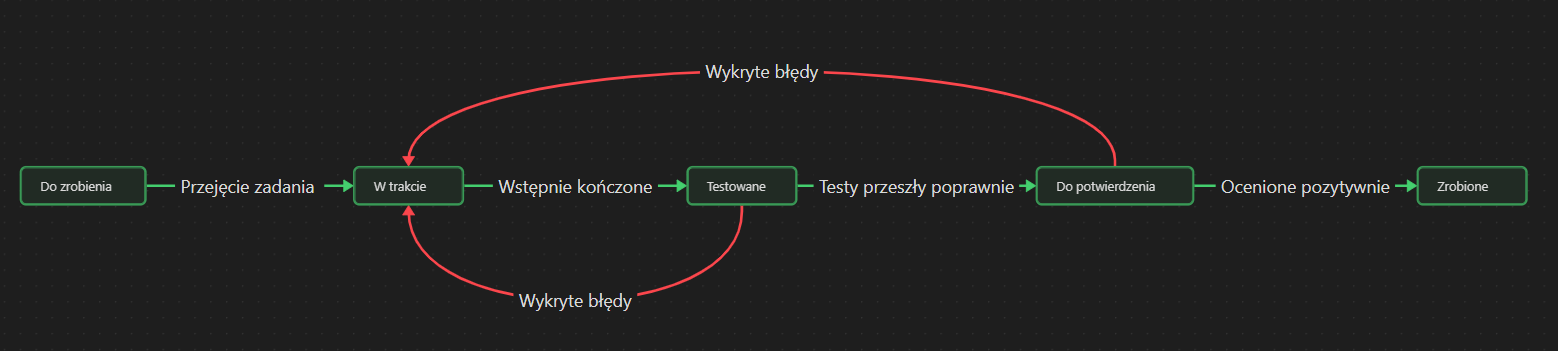 Wykryte błędy
Do zrobienia
Przejęcie zadania
W trakcie
Wstępnie kończone
Testowane
Testy przeszły poprawnie
Do potwierdzenia
Ocenione pozytywnie
Zrobione
Wykryte błędy